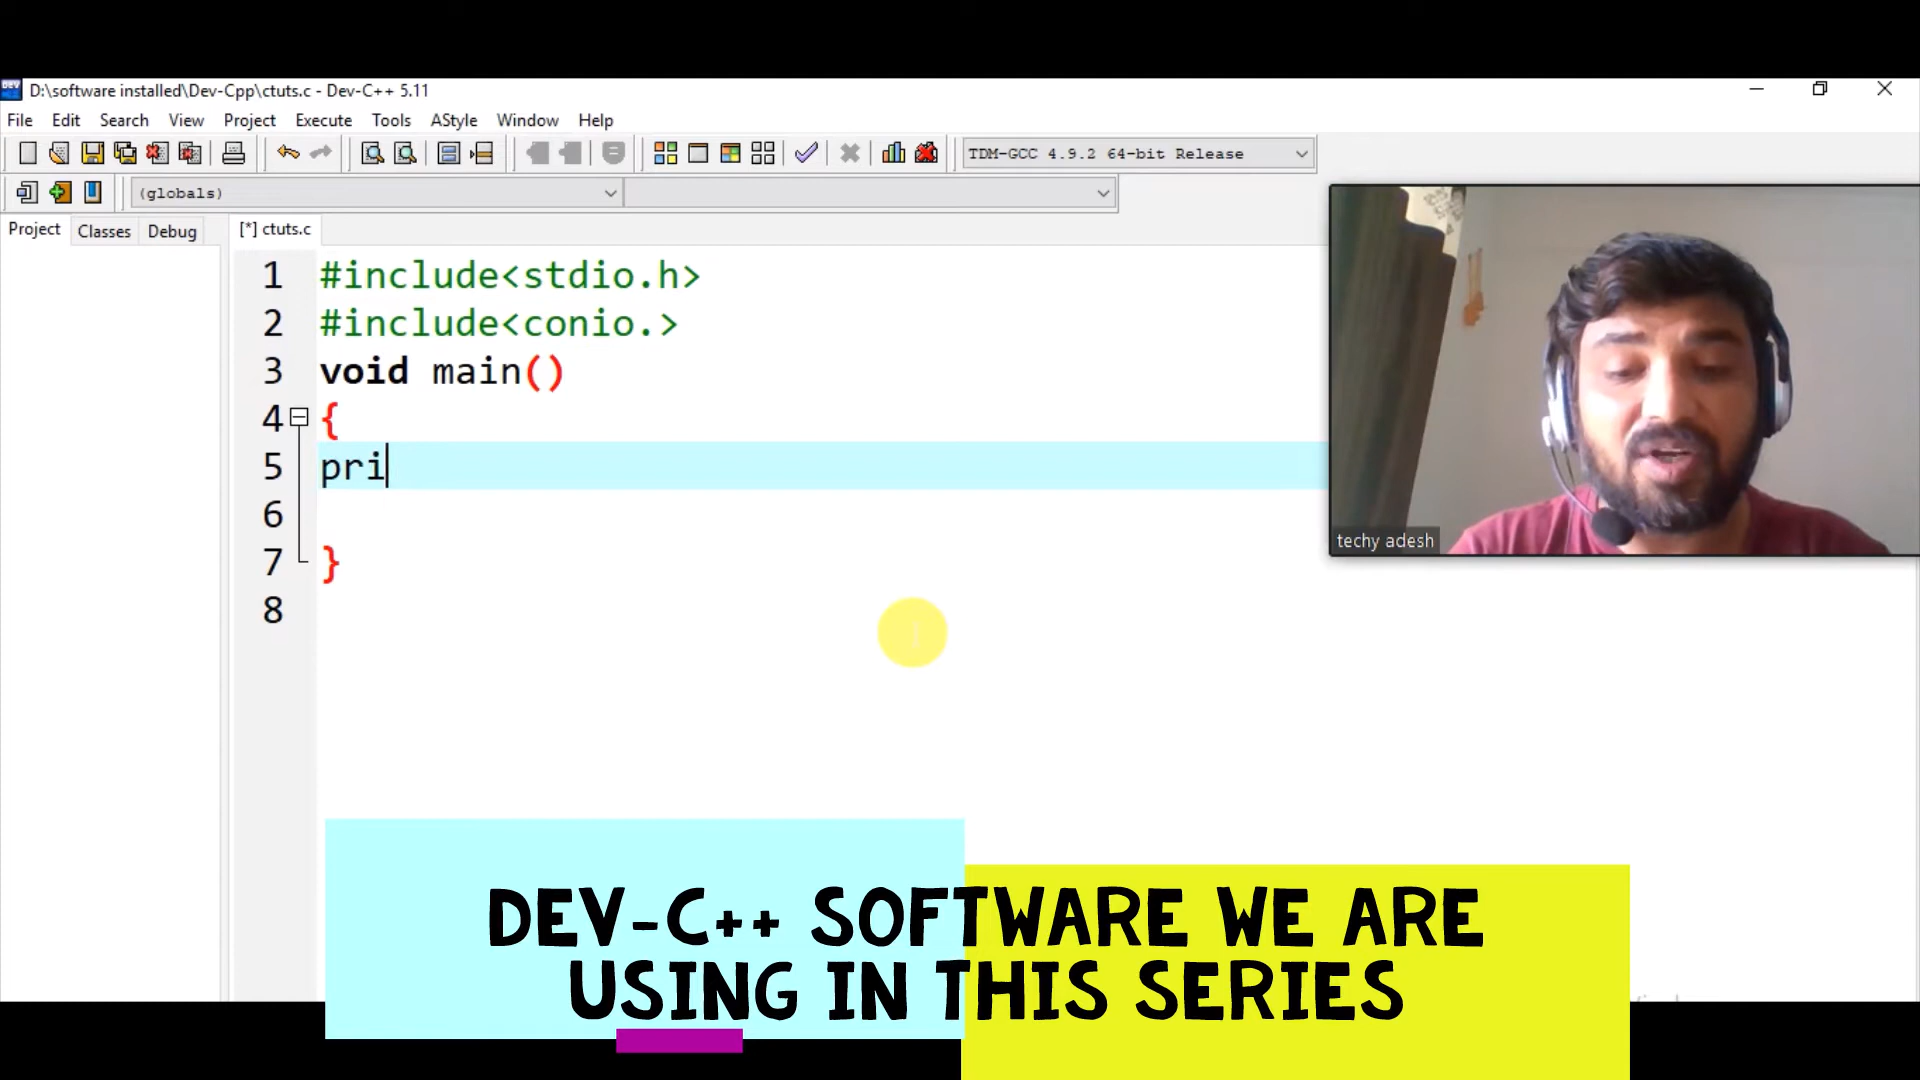 D:\software installed\Dev-Cpp\ctuts.c - Dev-C++ 5.11
File Edit Search View Project Execute Tools AStyle Window Help
TDM-GCC 4.9.2 64-bit Release
(globals)
Project Classes Debug
[*] ctuts.c
1 #include<stdio.h>
2 #include<conio.>
3 void main()
4 {
5 pri
6
7 }
8
techy adesh
DEV-C++ SOFTWARE WE ARE
USING IN THIS SERIES